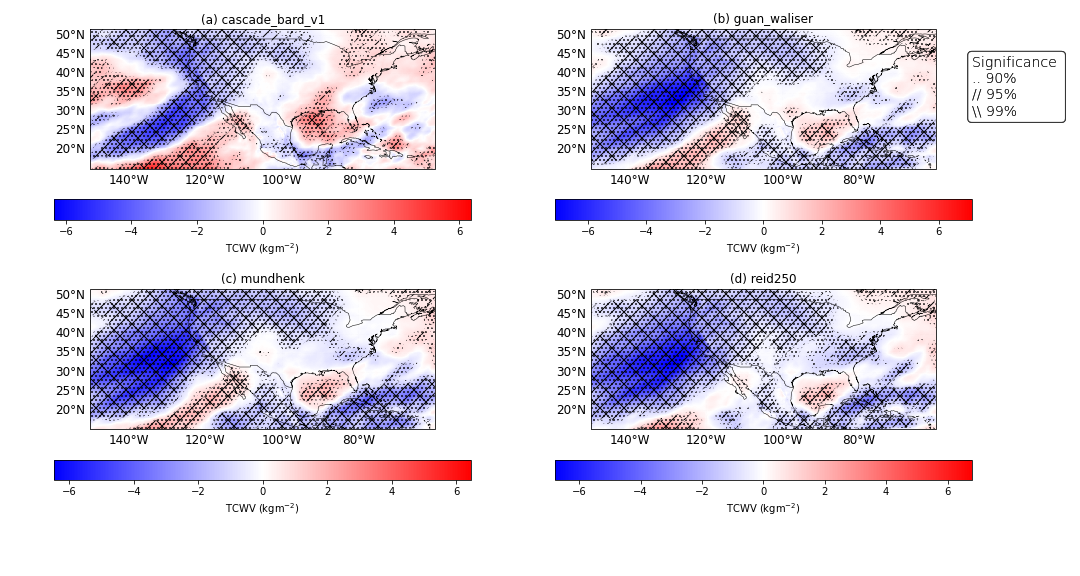 (a) cascade_bard_v1
50°N
45°N
40°N
35°N
30°N
25°N
20°N
140°W 120°W 100°W 80°W
−6 −4 −2 0 2 4 6
TCWV (kgm⁻²)
(b) guan_waliser
50°N
45°N
40°N
35°N
30°N
25°N
20°N
140°W 120°W 100°W 80°W
−6 −4 −2 0 2 4 6
TCWV (kgm⁻²)
Significance
.. 90%
// 95%
\\ 99%
(c) mundhenk
50°N
45°N
40°N
35°N
30°N
25°N
20°N
140°W 120°W 100°W 80°W
−6 −4 −2 0 2 4 6
TCWV (kgm⁻²)
(d) reid250
50°N
45°N
40°N
35°N
30°N
25°N
20°N
140°W 120°W 100°W 80°W
−6 −4 −2 0 2 4 6
TCWV (kgm⁻²)